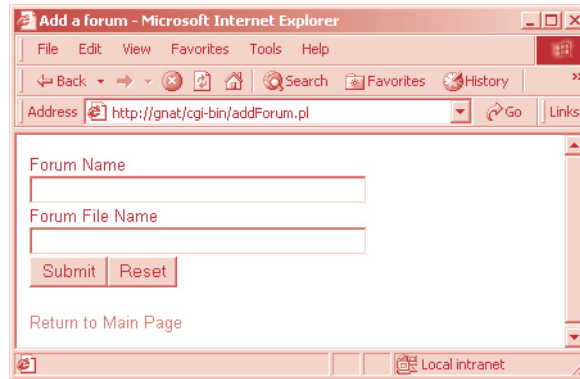 Add a forum - Microsoft Internet Explorer
File Edit View Favorites Tools Help
Back Search Favorites History »
Address http://gnat/cgi-bin/addForum.pl Go Links
Forum Name
Forum File Name
Submit Reset
Return to Main Page
Local intranet